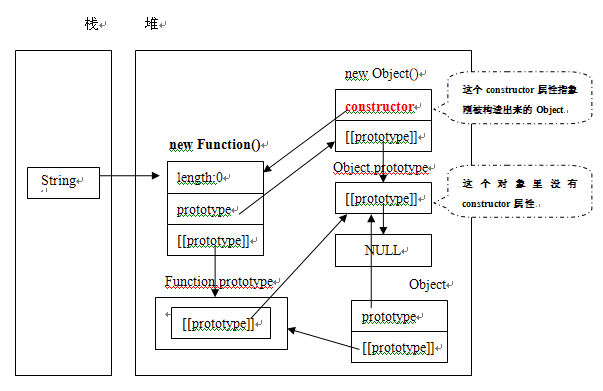 栈
堆
new Object()
constructor
[[prototype]]
这个 constructor 属性指象
刚被构造出来的 Object.
new Function()
length:0
prototype
[[prototype]]
String
Object.prototype
[[prototype]]
这个对象里没有
constructor 属性.
NULL
Function.prototype
[[prototype]]
Object
prototype
[[prototype]]